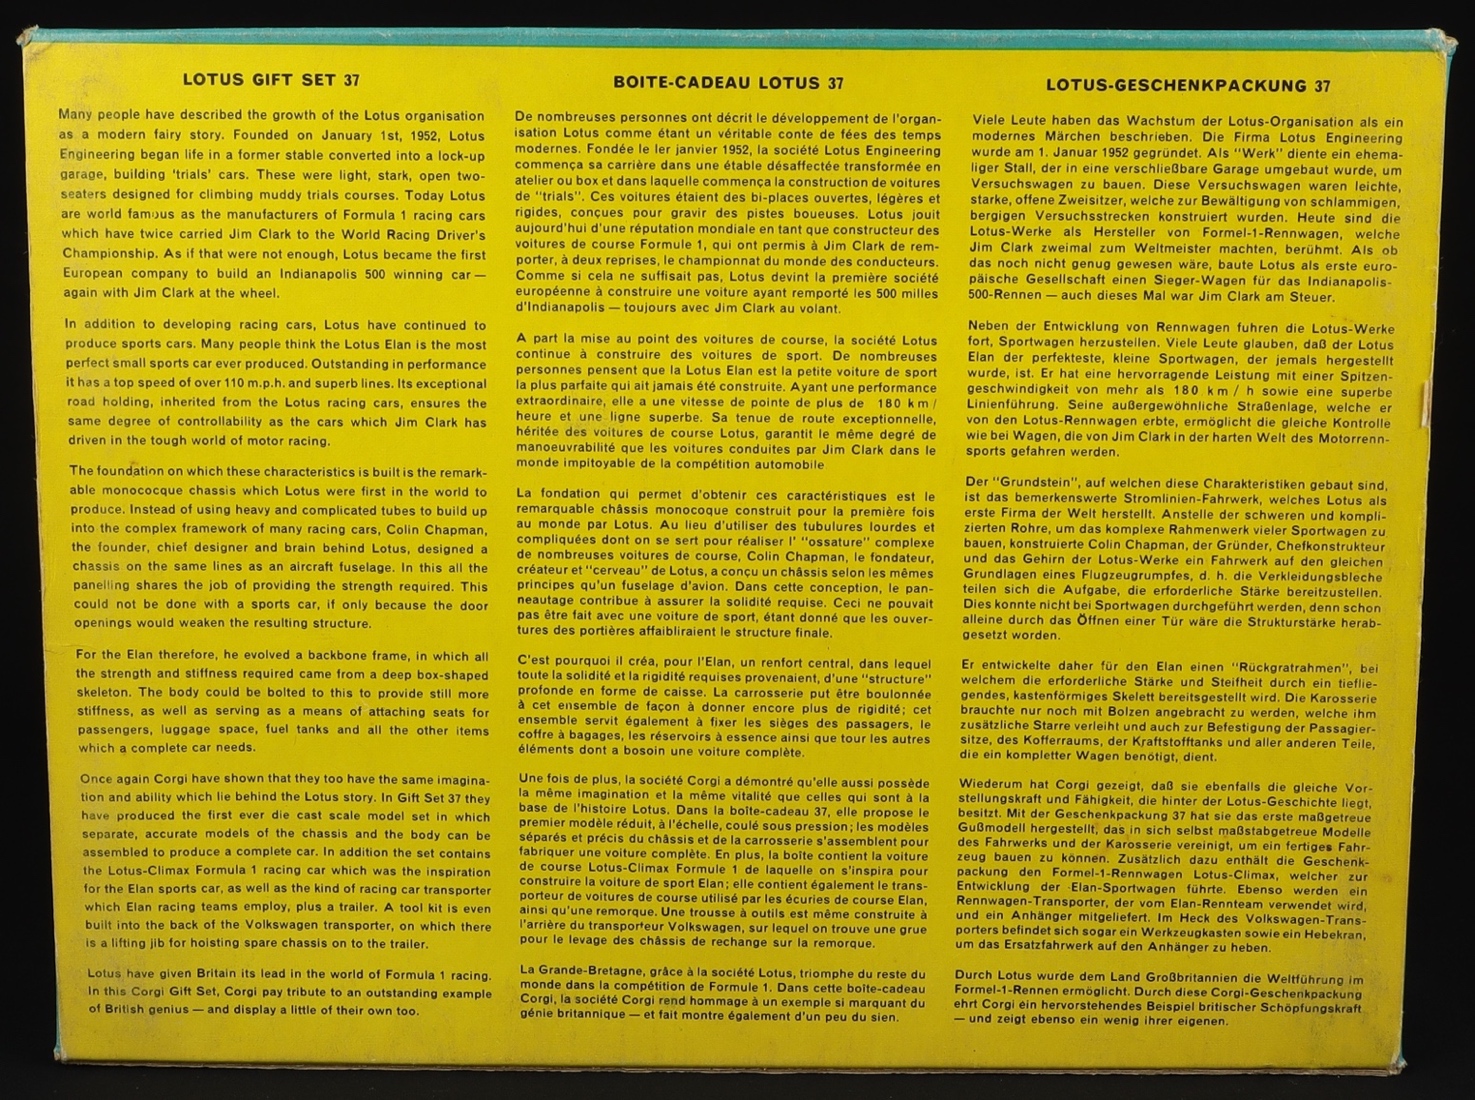 LOTUS GIFT SET 37
Many people have described the growth of the Lotus organisation
as a modern fairy story. Founded on January 1st, 1952, Lotus
Engineering began life in a former stable converted into a lock-up
garage, building 'trials' cars. These were light, stark, open two-
seaters designed for climbing muddy trials courses. Today Lotus
are world famous as the manufacturers of Formula 1 racing cars
which have twice carried Jim Clark to the World Racing Driver's
Championship. As if that were not enough, Lotus became the first
European company to build an Indianapolis 500 winning car —
again with Jim Clark at the wheel.
In addition to developing racing cars, Lotus have continued to
produce sports cars. Many people think the Lotus Elan is the most
perfect small sports car ever produced. Outstanding in performance
it has a top speed of over 110 m.p.h. and superb lines. Its exceptional
road holding, inherited from the Lotus racing cars, ensures the
same degree of controllability as the cars which Jim Clark has
driven in the tough world of motor racing.
The foundation on which these characteristics is built is the remark-
able monococque chassis which Lotus were first in the world to
produce. Instead of using heavy and complicated tubes to build up
into the complex framework of many racing cars, Colin Chapman,
the founder, chief designer and brain behind Lotus, designed a
chassis on the same lines as an aircraft fuselage. In this all the
panelling shares the job of providing the strength required. This
could not be done with a sports car, if only because the door
openings would weaken the resulting structure.
For the Elan therefore, he evolved a backbone frame, in which all
the strength and stiffness required came from a deep box-shaped
skeleton. The body could be bolted to this to provide still more
stiffness, as well as serving as a means of attaching seats for
passengers, luggage space, fuel tanks and all the other items
which a complete car needs.
Once again Corgi have shown that they too have the same imagina-
tion and ability which lie behind the Lotus story. In Gift Set 37 they
have produced the first ever die cast scale model set in which
separate, accurate models of the chassis and the body can be
assembled to produce a complete car. In addition the set contains
the Lotus-Climax Formula 1 racing car which was the inspiration
for the Elan sports car, as well as the kind of racing car transporter
which Elan racing teams employ, plus a trailer. A tool kit is even
built into the back of the Volkswagen transporter, on which there
is a lifting jib for hoisting spare chassis on to the trailer.
Lotus have given Britain its lead in the world of Formula 1 racing.
In this Corgi Gift Set, Corgi pay tribute to an outstanding example
of British genius — and display a little of their own too.
BOITE-CADEAU LOTUS 37
De nombreuses personnes ont décrit le développement de l'organ-
isation Lotus comme étant un véritable conte de fées des temps
modernes. Fondée le ler janvier 1952, la société Lotus Engineering
commença sa carrière dans une étable désaffectée transformée en
atelier ou box et dans laquelle commença la construction de voitures
de "trials". Ces voitures étaient des bi-places ouvertes, légères et
rigides, conçues pour gravir des pistes boueuses. Lotus jouit
aujourd'hui d'une réputation mondiale en tant que constructeur des
voitures de course Formule 1, qui ont permis à Jim Clark de rem-
porter, à deux reprises, le championnat du monde des conducteurs.
Comme si cela ne suffisait pas, Lotus devint la première société
européenne à construire une voiture ayant remporté les 500 milles
d'Indianapolis — toujours avec Jim Clark au volant.
A part la mise au point des voitures de course, la société Lotus
continue à construire des voitures de sport. De nombreuses
personnes pensent que la Lotus Elan est la petite voiture de sport
la plus parfaite qui ait jamais été construite. Ayant une performance
extraordinaire, elle a une vitesse de pointe de plus de 180 km/
heure et une ligne superbe. Sa tenue de route exceptionnelle,
héritée des voitures de course Lotus, garantit le même degré de
manoeuvrabilité que les voitures conduites par Jim Clark dans le
monde impitoyable de la compétition automobile
La fondation qui permet d'obtenir ces caractéristiques est le
remarquable châssis monocoque construit pour la première fois
au monde par Lotus. Au lieu d'utiliser des tubulures lourdes et
compliquées dont on se sert pour réaliser l' "ossature" complexe
de nombreuses voitures de course, Colin Chapman, le fondateur,
créateur et "cerveau" de Lotus, a conçu un châssis selon les mêmes
principes qu'un fuselage d'avion. Dans cette conception, le pan-
neautage contribue à assurer la solidité requise. Ceci ne pouvait
pas être fait avec une voiture de sport, étant donné que les ouver-
tures des portières affaibliraient le structure finale.
C'est pourquoi il créa, pour l'Elan, un renfort central, dans lequel
toute la solidité et la rigidité requises provenaient, d'une "structure"
profonde en forme de caisse. La carrosserie put être boulonnée
à cet ensemble de façon à donner encore plus de rigidité; cet
ensemble servit également à fixer les sièges des passagers, le
coffre à bagages, les réservoirs à essence ainsi que tour les autres
éléments dont a bosoin une voiture complète.
Une fois de plus, la société Corgi a démontré qu'elle aussi possède
la même imagination et la même vitalité que celles qui sont à la
base de l'histoire Lotus. Dans la boîte-cadeau 37, elle propose le
premier modèle réduit, à l'échelle, coulé sous pression; les modèles
séparés et précis du châssis et de la carrosserie s'assemblent pour
fabriquer une voiture complète. En plus, la boîte contient la voiture
de course Lotus-Climax Formule 1 de laquelle on s'inspira pour
construire la voiture de sport Elan; elle contient également le trans-
porteur de voitures de course utilisé par les écuries de course Elan,
ainsi qu'une remorque. Une trousse à outils est même construite à
l'arrière du transporteur Volkswagen, sur lequel on trouve une grue
pour le levage des châssis de rechange sur la remorque.
La Grande-Bretagne, grâce à la société Lotus, triomphe du reste du
monde dans la compétition de Formule 1. Dans cette boîte-cadeau
Corgi, la société Corgi rend hommage à un exemple si marquant du
génie britannique — et fait montre également d'un peu du sien.
LOTUS-GESCHENKPACKUNG 37
Viele Leute haben das Wachstum der Lotus-Organisation als ein
modernes Märchen beschrieben. Die Firma Lotus Engineering
wurde am 1. Januar 1952 gegründet. Als "Werk" diente ein ehema-
liger Stall, der in eine verschließbare Garage umgebaut wurde, um
Versuchswagen zu bauen. Diese Versuchswagen waren leichte,
starke, offene Zweisitzer, welche zur Bewältigung von schlammigen,
bergigen Versuchsstrecken konstruiert wurden. Heute sind die
Lotus-Werke als Hersteller von Formel-1-Rennwagen, welche
Jim Clark zweimal zum Weltmeister machten, berühmt. Als ob
das noch nicht genug gewesen wäre, baute Lotus als erste euro-
päische Gesellschaft einen Sieger-Wagen für das Indianapolis-
500-Rennen — auch dieses Mal war Jim Clark am Steuer.
Neben der Entwicklung von Rennwagen fuhren die Lotus-Werke
fort, Sportwagen herzustellen. Viele Leute glauben, daß der Lotus
Elan der perfekteste, kleine Sportwagen, der jemals hergestellt
wurde, ist. Er hat eine hervorragende Leistung mit einer Spitzen-
geschwindigkeit von mehr als 180 km/h sowie eine superbe
Linienführung. Seine außergewöhnliche Straßenlage, welche er
von den Lotus-Rennwagen erbte, ermöglicht die gleiche Kontrolle
wie bei Wagen, die von Jim Clark in der harten Welt des Motorrenn-
sports gefahren werden.
Der "Grundstein", auf welchen diese Charakteristiken gebaut sind,
ist das bemerkenswerte Stromlinien-Fahrwerk, welches Lotus als
erste Firma der Welt herstellt. Anstelle der schweren und kompli-
zierten Rohre, um das komplexe Rahmenwerk vieler Sportwagen zu
bauen, konstruierte Colin Chapman, der Gründer, Chefkonstrukteur
und das Gehirn der Lotus-Werke ein Fahrwerk auf den gleichen
Grundlagen eines Flugzeugrumpfes, d. h. die Verkleidungsbleche
teilen sich die Aufgabe, die erforderliche Stärke bereitzustellen.
Dies konnte nicht bei Sportwagen durchgeführt werden, denn schon
alleine durch das Öffnen einer Tür wäre die Strukturstärke herab-
gesetzt worden.
Er entwickelte daher für den Elan einen "Rückgratrahmen", bei
welchem die erforderliche Stärke und Steifheit durch ein tieflie-
gendes, kastenförmiges Skelett bereitsgestellt wird. Die Karosserie
brauchte nur noch mit Bolzen angebracht zu werden, welche ihm
zusätzliche Starre verleiht und auch zur Befestigung der Passagier-
sitze, des Kofferraums, der Kraftstofftanks und aller anderen Teile,
die ein kompletter Wagen benötigt, dient.
Wiederum hat Corgi gezeigt, daß sie ebenfalls die gleiche Vor-
stellungskraft und Fähigkeit, die hinter der Lotus-Geschichte liegt,
besitzt. Mit der Geschenkpackung 37 hat sie das erste maßgetreue
Gußmodell hergestellt, das in sich selbst maßstabgetreue Modelle
des Fahrwerks und der Karosserie vereinigt, um ein fertiges Fahr-
zeug bauen zu können. Zusätzlich dazu enthält die Geschenk-
packung den Formel-1-Rennwagen Lotus-Climax, welcher zur
Entwicklung der Elan-Sportwagen führte. Ebenso werden ein
Rennwagen-Transporter, der vom Elan-Rennteam verwendet wird,
und ein Anhänger mitgeliefert. Im Heck des Volkswagen-Trans-
porters befindet sich sogar ein Werkzeugkasten sowie ein Hebekran,
um das Ersatzfahrwerk auf den Anhänger zu heben.
Durch Lotus wurde dem Land Großbritannien die Weltführung im
Formel-1-Rennen ermöglicht. Durch diese Corgi-Geschenkpackung
ehrt Corgi ein hervorstehendes Beispiel britischer Schöpfungskraft
— und zeigt ebenso ein wenig ihrer eigenen.